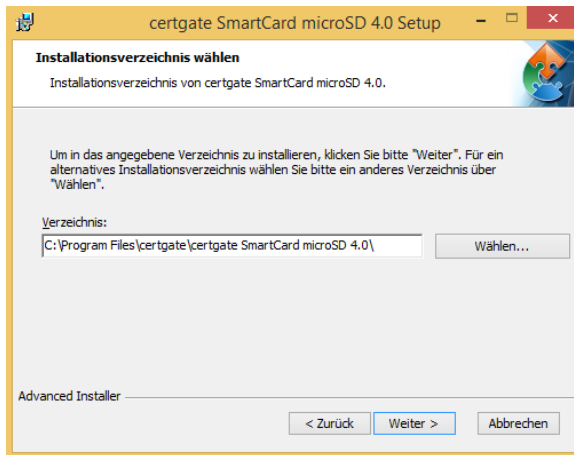 certgate SmartCard microSD 4.0 Setup
Installationsverzeichnis wählen
Installationsverzeichnis von certgate SmartCard microSD 4.0.
Um in das angegebene Verzeichnis zu installieren, klicken Sie bitte "Weiter". Für ein
alternatives Installationsverzeichnis wählen Sie bitte ein anderes Verzeichnis über
"Wählen".
Verzeichnis:
C:\Program Files\certgate\certgate SmartCard microSD 4.0\
Wählen...
Advanced Installer
< Zurück
Weiter >
Abbrechen